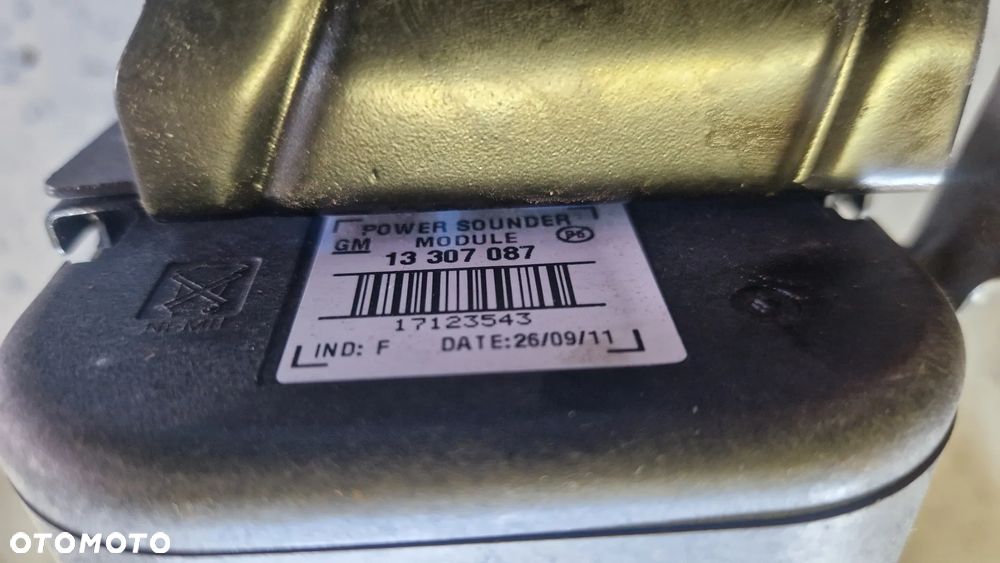 POWER SOUNDER
GM MODULE
13 307 087
17123543
IND: F DATE:26/09/11
OTOMOTO